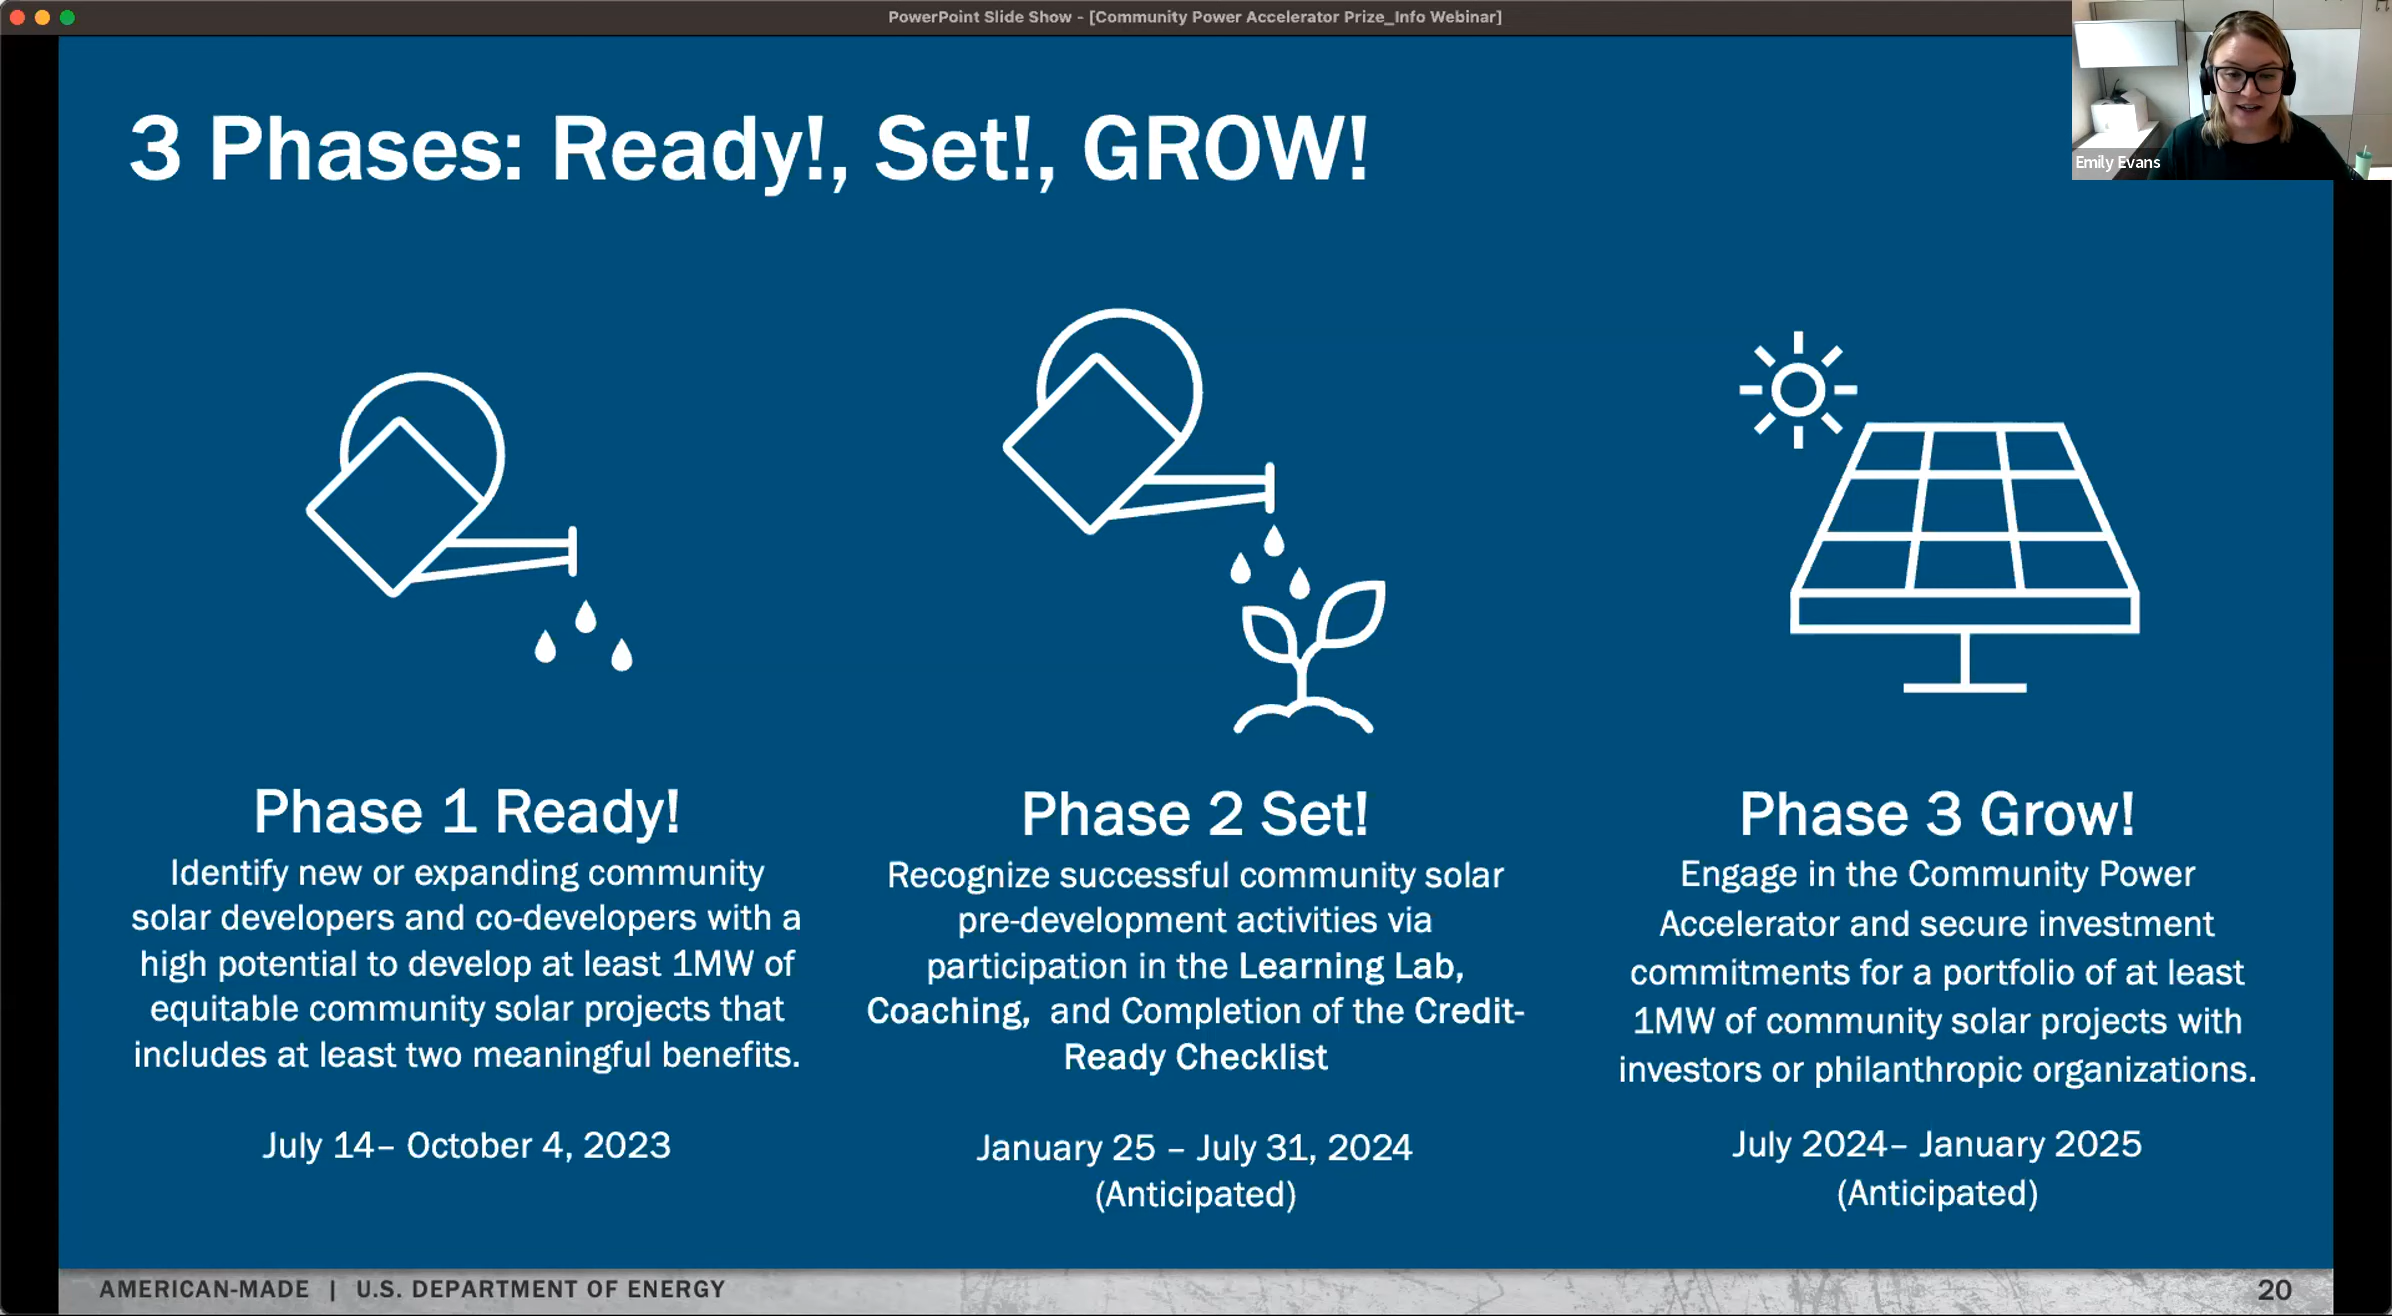 PowerPoint Slide Show - [Community Power Accelerator Prize_Info Webinar]
Emily Evans
3 Phases: Ready!, Set!, GROW!
Phase 1 Ready!
Identify new or expanding community
solar developers and co-developers with a
high potential to develop at least 1MW of
equitable community solar projects that
includes at least two meaningful benefits.
July 14– October 4, 2023
Phase 2 Set!
Recognize successful community solar
pre-development activities via
participation in the Learning Lab,
Coaching,  and Completion of the Credit-
Ready Checklist
January 25 – July 31, 2024
(Anticipated)
Phase 3 Grow!
Engage in the Community Power
Accelerator and secure investment
commitments for a portfolio of at least
1MW of community solar projects with
investors or philanthropic organizations.
July 2024– January 2025
(Anticipated)
AMERICAN-MADE | U.S. DEPARTMENT OF ENERGY
20